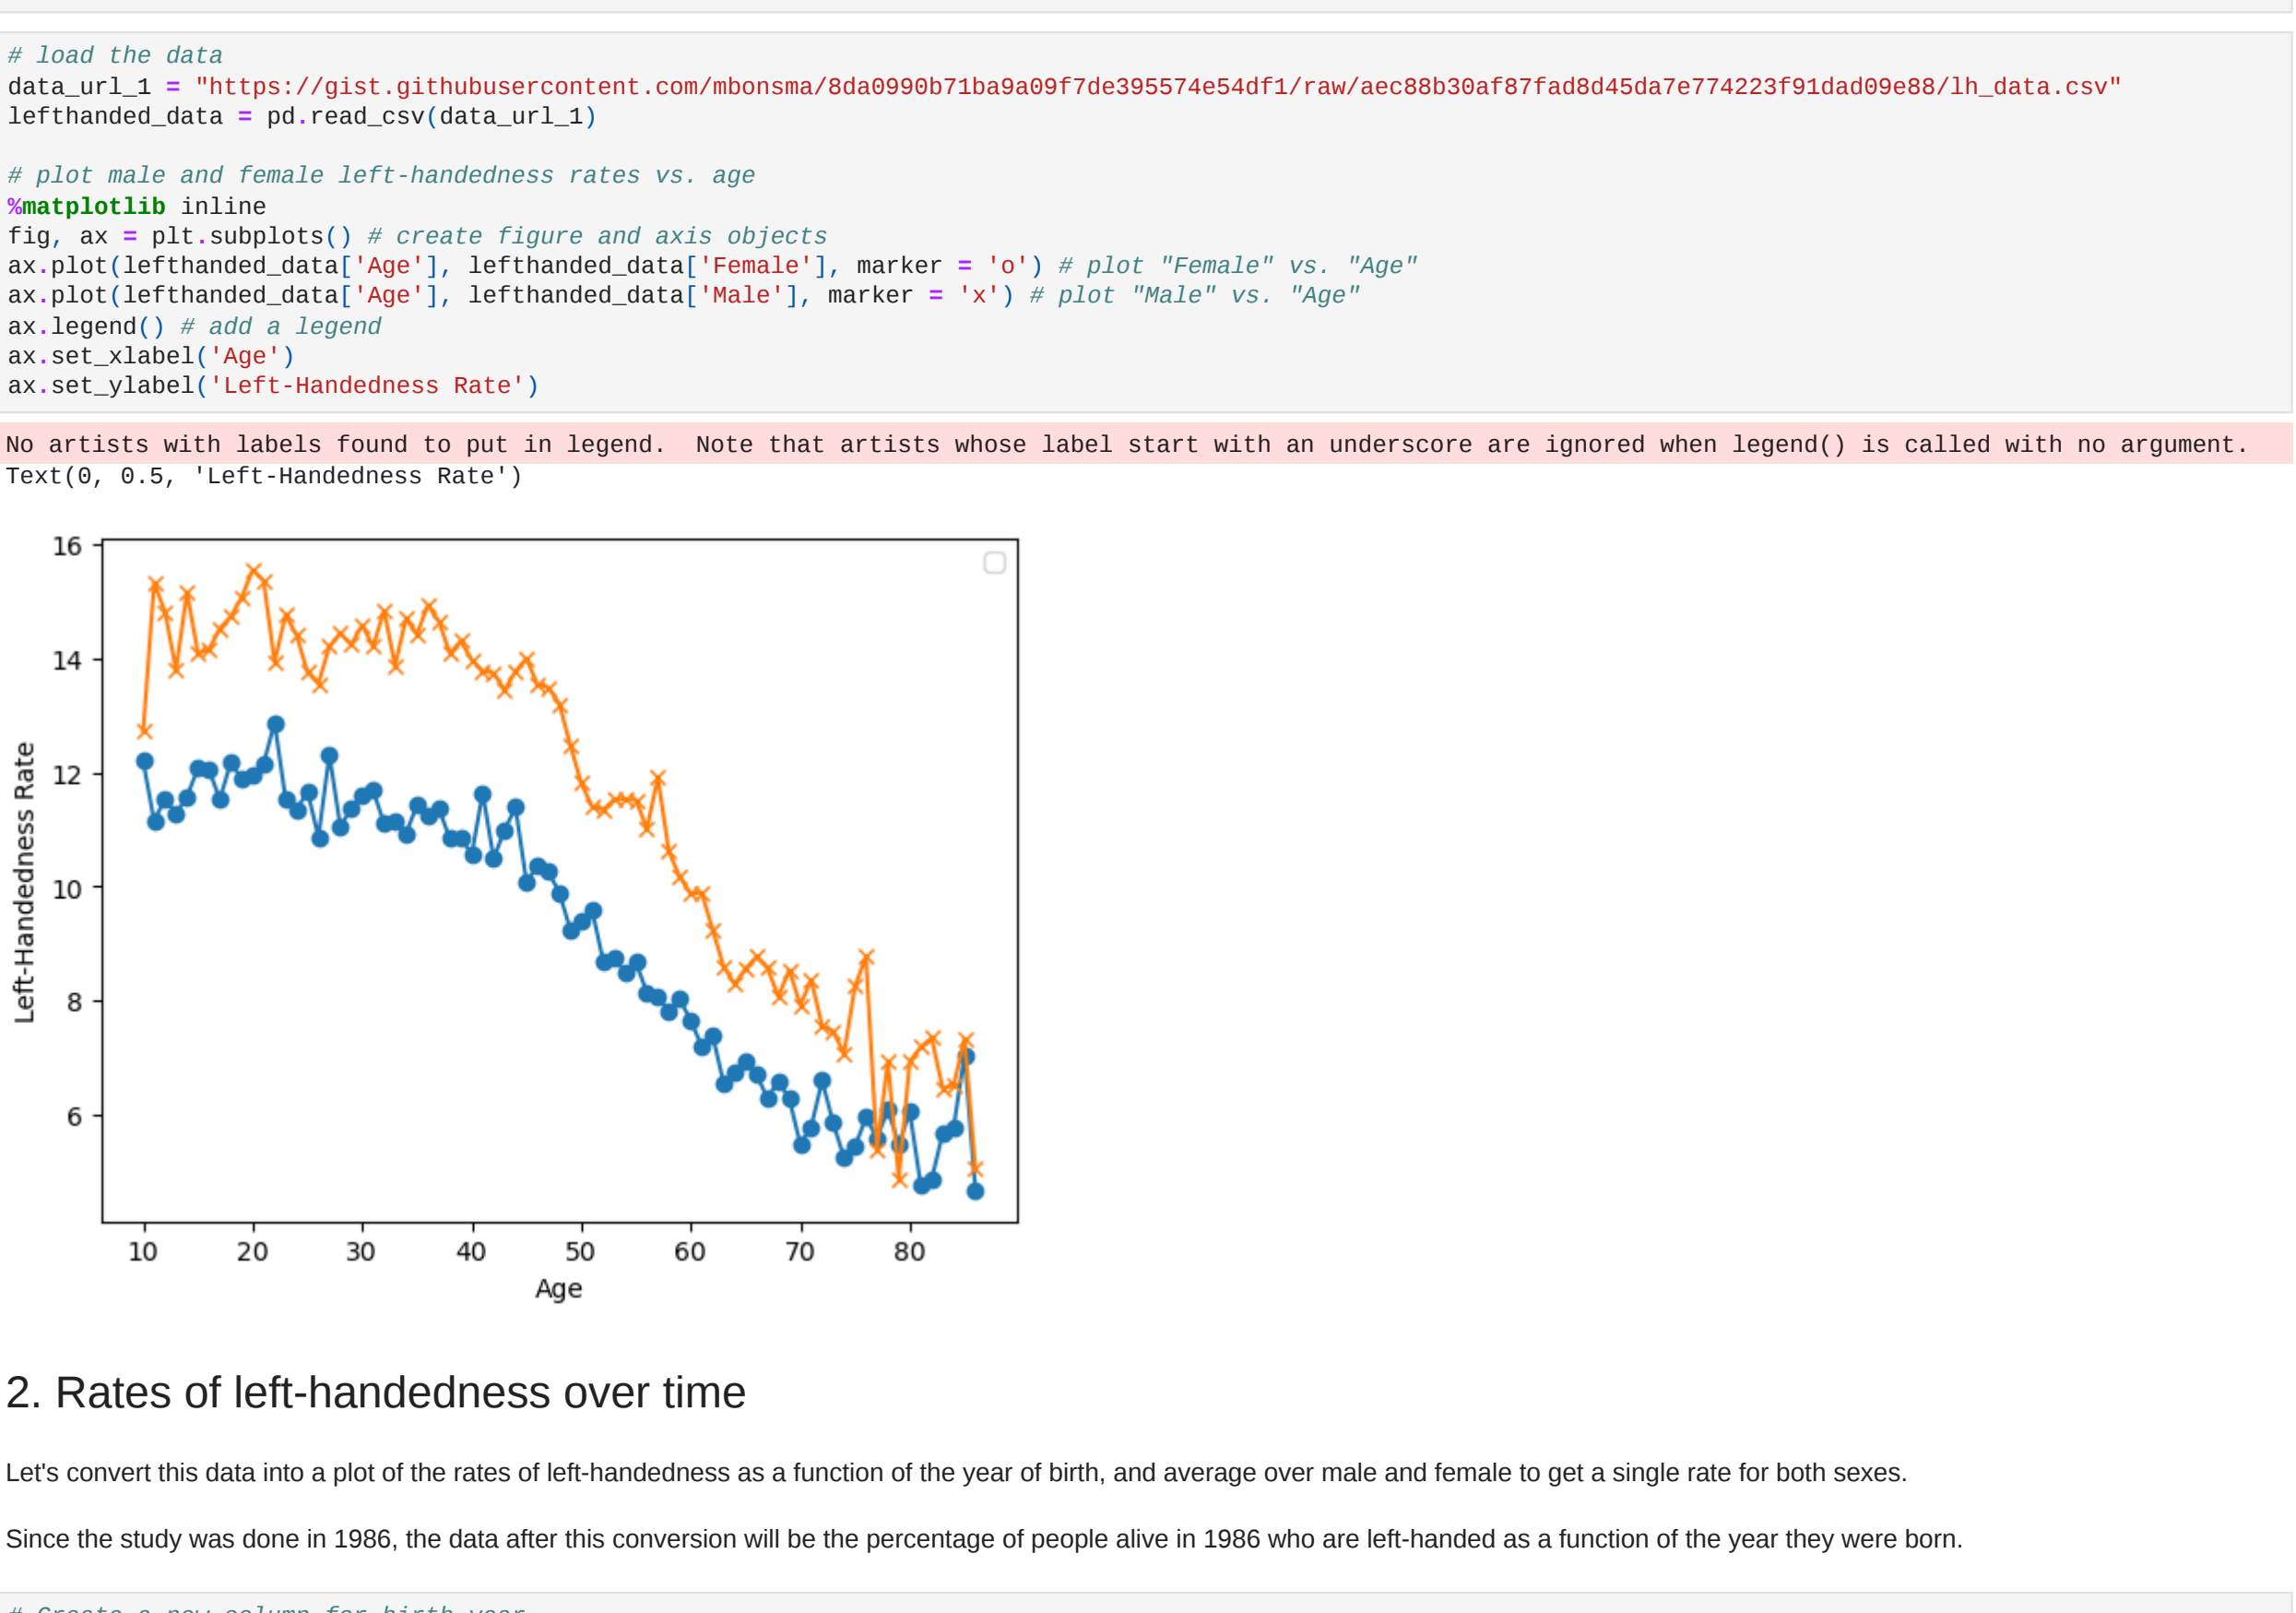 # load the data
data_url_1 = "https://gist.githubusercontent.com/mbonsma/8da0990b71ba9a09f7de395574e54df1/raw/aec88b30af87fad8d45da7e774223f91dad09e88/lh_data.csv"
lefthanded_data = pd.read_csv(data_url_1)
# plot male and female left-handedness rates vs. age
%matplotlib inline
fig, ax = plt.subplots() # create figure and axis objects
ax.plot(lefthanded_data['Age'], lefthanded_data['Female'], marker = 'o') # plot "Female" vs. "Age"
ax.plot(lefthanded_data['Age'], lefthanded_data['Male'], marker = 'x') # plot "Male" vs. "Age"
ax.legend() # add a legend
ax.set_xlabel('Age')
ax.set_ylabel('Left-Handedness Rate')
No artists with labels found to put in legend.  Note that artists whose label start with an underscore are ignored when legend() is called with no argument.
Text(0, 0.5, 'Left-Handedness Rate')
16
14
12
10
8
6
Left-Handedness Rate
10 20 30 40 50 60 70 80
Age
2. Rates of left-handedness over time
Let's convert this data into a plot of the rates of left-handedness as a function of the year of birth, and average over male and female to get a single rate for both sexes.
Since the study was done in 1986, the data after this conversion will be the percentage of people alive in 1986 who are left-handed as a function of the year they were born.
# Create a new column for birth year